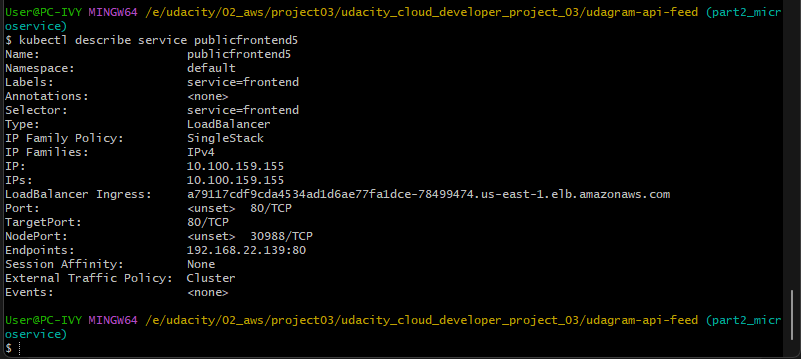 User@PC-IVY MINGW64 /e/udacity/02_aws/project03/udacity_cloud_developer_project_03/udagram-api-feed (part2_micr
oservice)
$ kubectl describe service publicfrontend5
Name:                     publicfrontend5
Namespace:                default
Labels:                   service=frontend
Annotations:              <none>
Selector:                 service=frontend
Type:                     LoadBalancer
IP Family Policy:         SingleStack
IP Families:              IPv4
IP:                       10.100.159.155
IPs:                      10.100.159.155
LoadBalancer Ingress:     a79117cdf9cda4534ad1d6ae77fa1dce-78499474.us-east-1.elb.amazonaws.com
Port:                     <unset>  80/TCP
TargetPort:               80/TCP
NodePort:                 <unset>  30988/TCP
Endpoints:                192.168.22.139:80
Session Affinity:         None
External Traffic Policy:  Cluster
Events:                   <none>
User@PC-IVY MINGW64 /e/udacity/02_aws/project03/udacity_cloud_developer_project_03/udagram-api-feed (part2_micr
oservice)
$